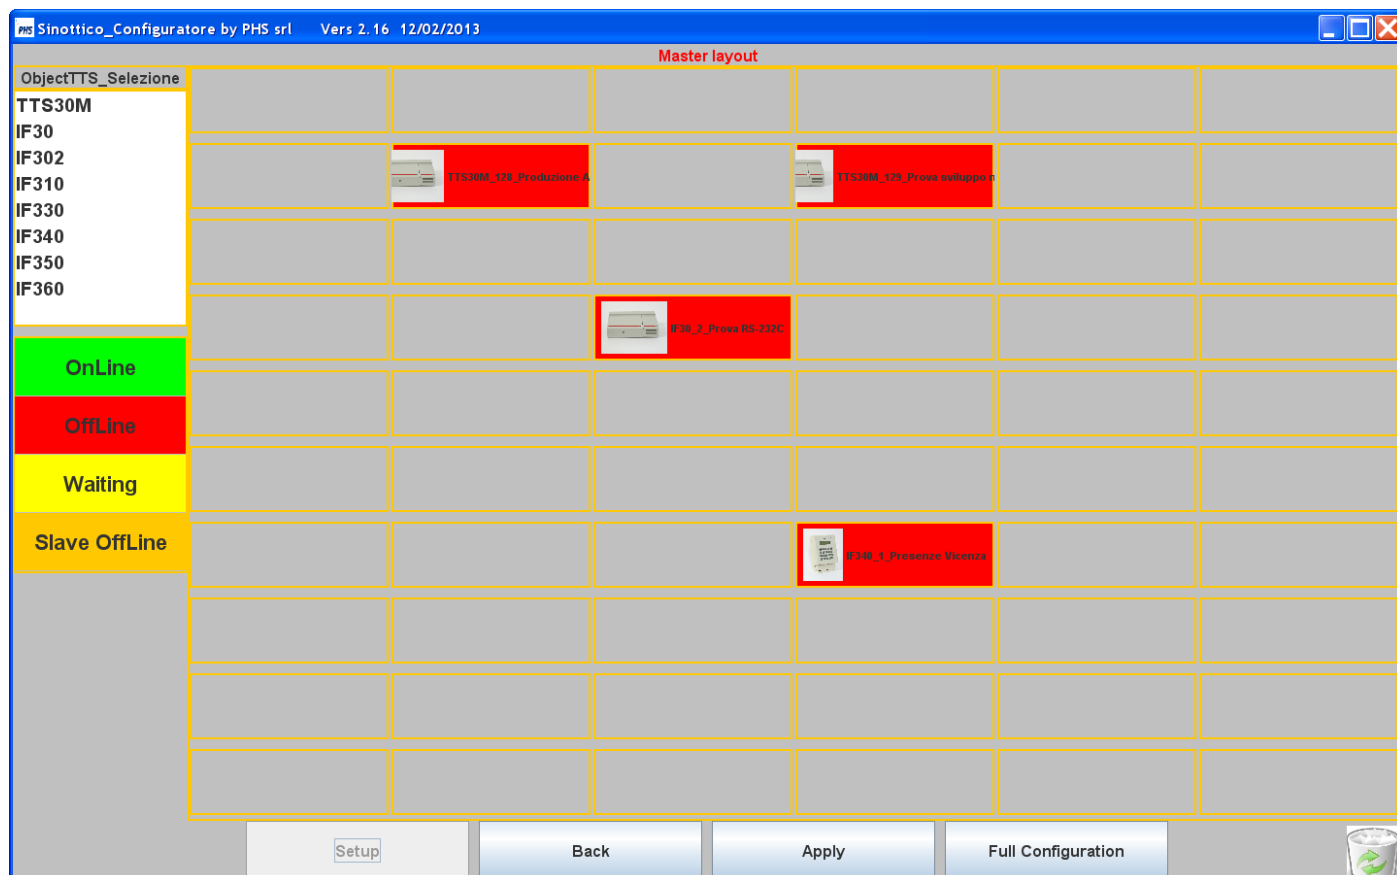 PHS Sinottico_Configuratore by PHS srl Vers 2.16 12/02/2013
Master layout
ObjectTTS_Selezione
TTS30M
IF30
IF302
IF310
IF330
IF340
IF350
IF360
TTS30M_128_Produzione A
TTS30M_129_Prova sviluppo n
IF30_2_Prova RS-232C
IF340_1_Presenze Vicenza
OnLine
OffLine
Waiting
Slave OffLine
Setup
Back
Apply
Full Configuration